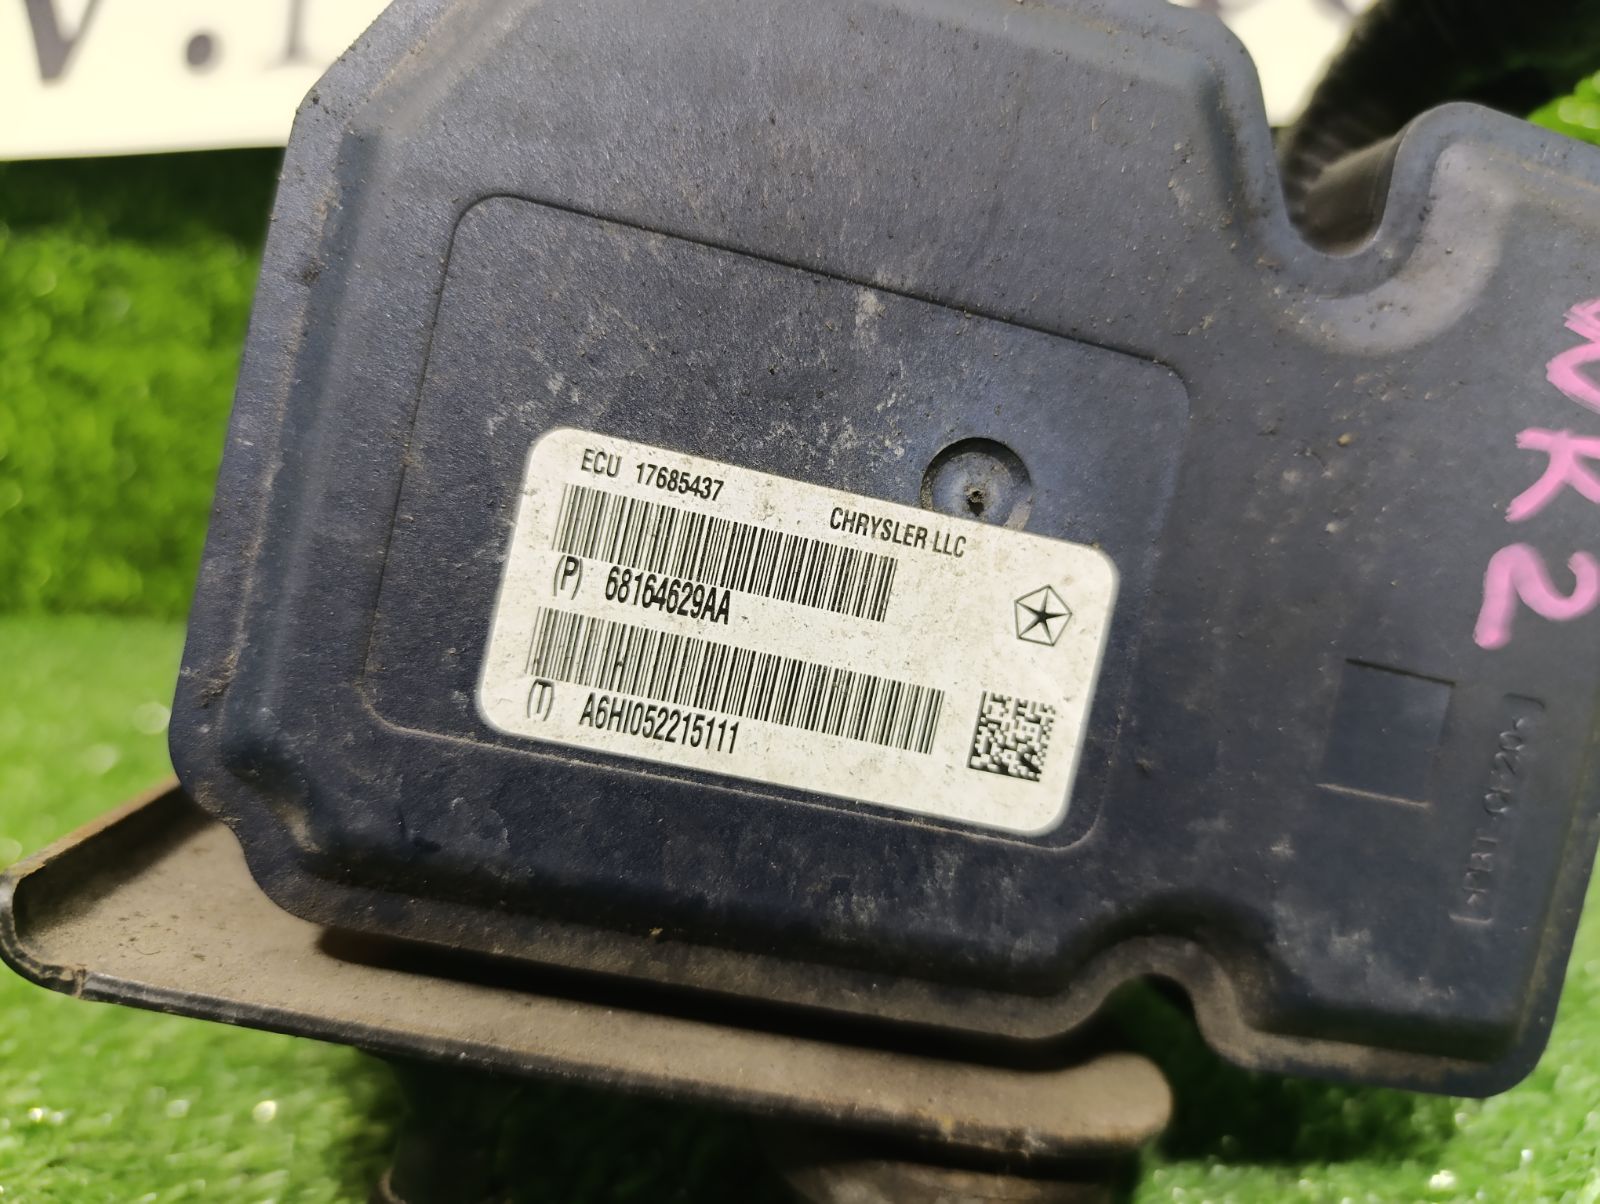 ECU 17685437
CHRYSLER LLC
(P) 68164629AA
(T) A6HI052215111
WK2